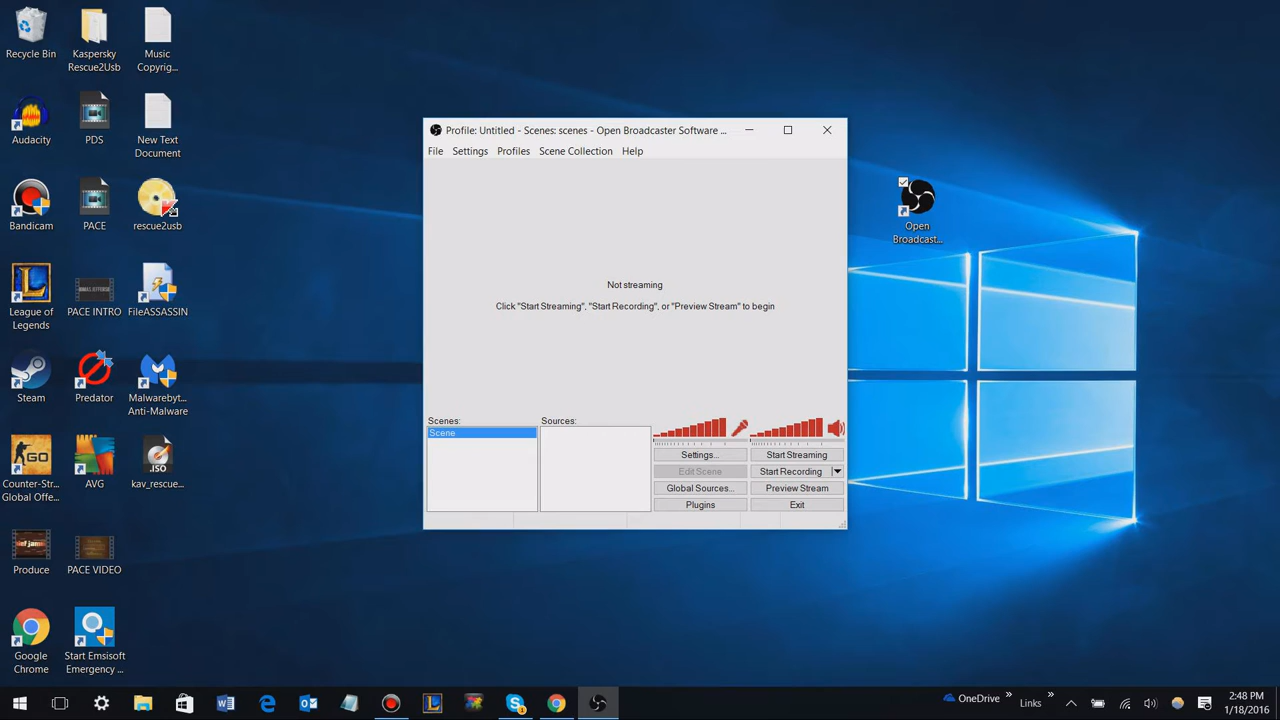 Recycle Bin
Kaspersky
Rescue2Usb
Music
Copyrig...
Audacity
PDS
New Text
Document
Bandicam
PACE
rescue2usb
League of
Legends
PACE INTRO
FileASSASSIN
Steam
Predator
Malwarebyt...
Anti-Malware
Counter-Str...
Global Offe...
AVG
.ISO
kav_rescue...
Produce
PACE VIDEO
Google
Chrome
Start Emsisoft
Emergency ...
Profile: Untitled - Scenes: scenes - Open Broadcaster Software ...
File Settings Profiles Scene Collection Help
Not streaming
Click "Start Streaming", "Start Recording", or "Preview Stream" to begin
Scenes:
Sources:
Scene
Settings...
Start Streaming
Edit Scene
Start Recording
Global Sources...
Preview Stream
Plugins
Exit
Open
Broadcast...
OneDrive
Links
2:48 PM
1/18/2016